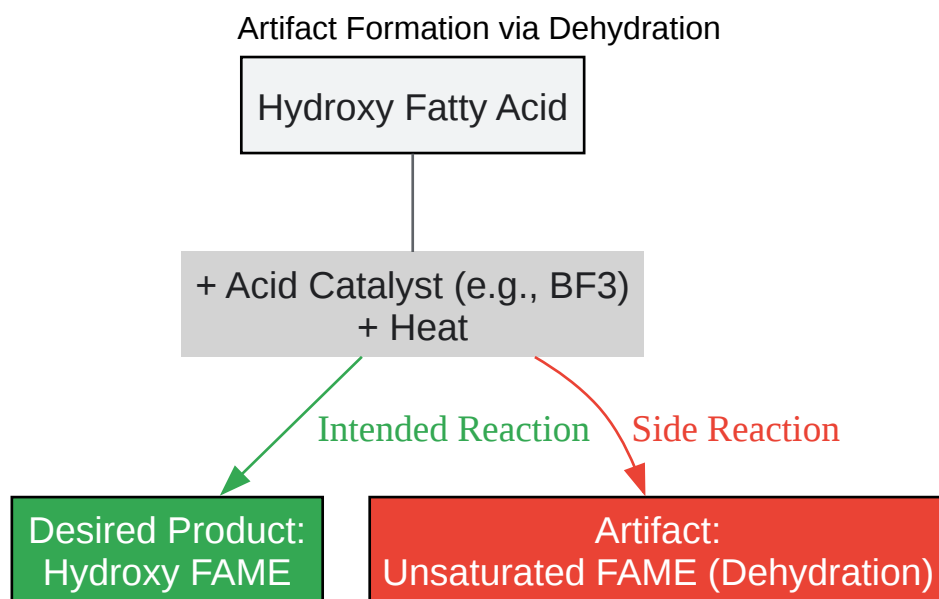 Artifact Formation via Dehydration
Hydroxy Fatty Acid
+ Acid Catalyst (e.g., BF3)
+ Heat
Intended Reaction
Side Reaction
Desired Product:
Hydroxy FAME
Artifact:
Unsaturated FAME (Dehydration)